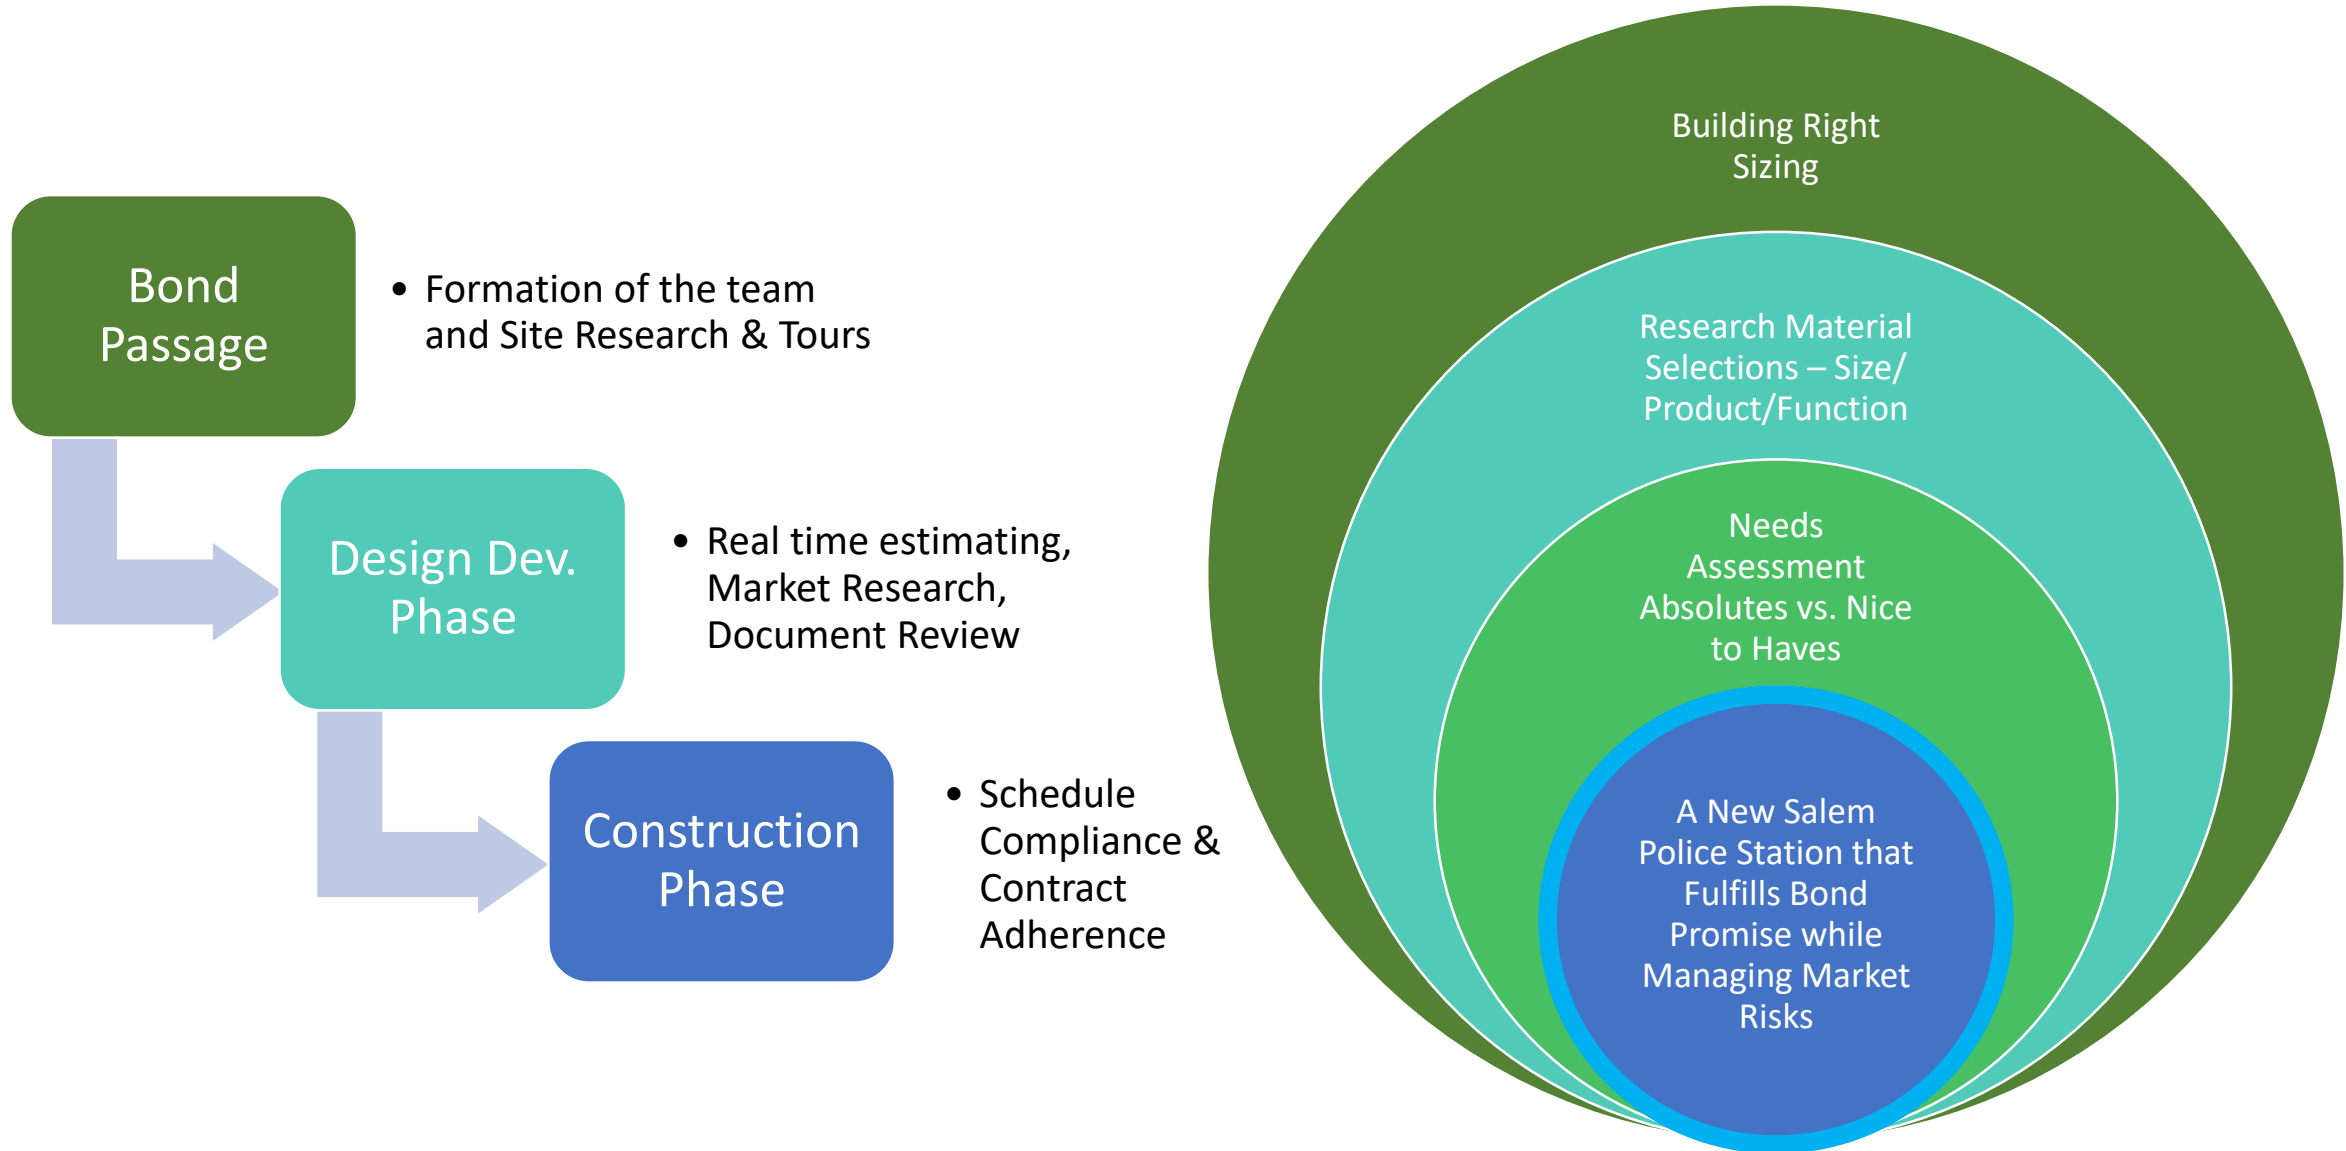 Bond
Passage
• Formation of the team
and Site Research & Tours
Design Dev.
Phase
• Real time estimating,
Market Research,
Document Review
Construction
Phase
• Schedule
Compliance &
Contract
Adherence
Building Right
Sizing
Research Material
Selections – Size/
Product/Function
Needs
Assessment
Absolutes vs. Nice
to Haves
A New Salem
Police Station that
Fulfills Bond
Promise while
Managing Market
Risks